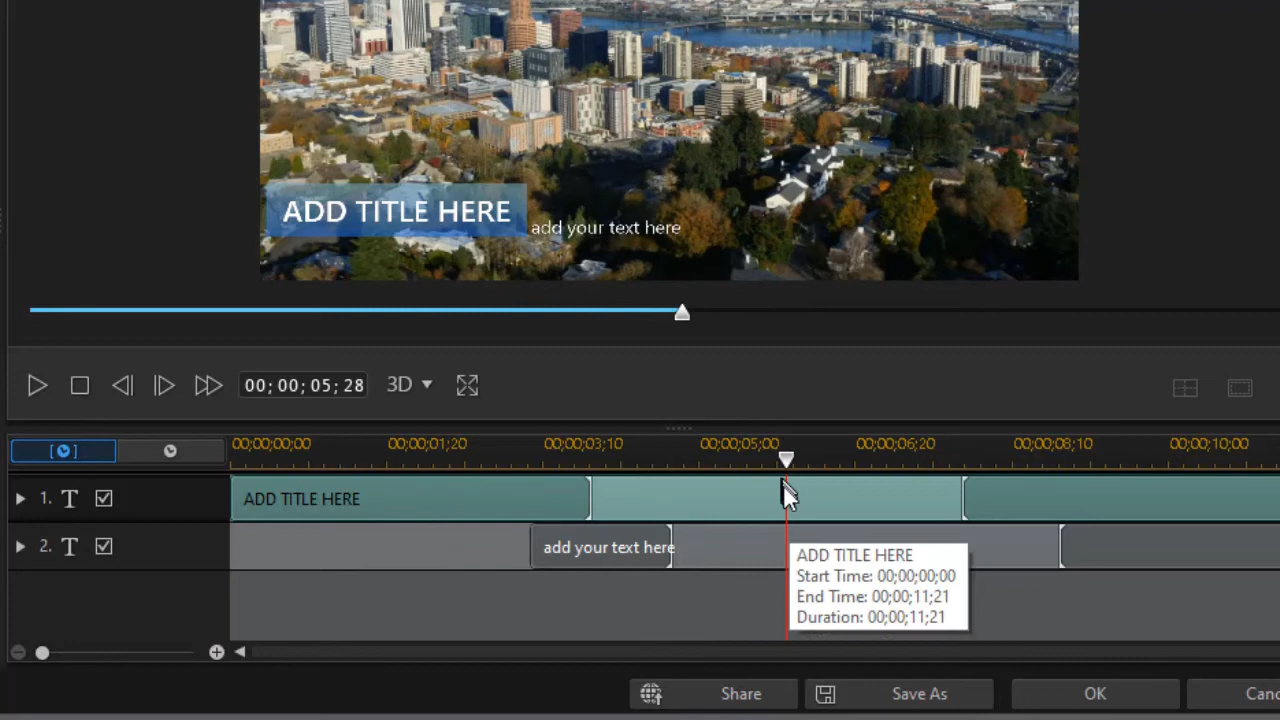 ADD TITLE HERE
add your text here
00; 00; 05; 28
3D
00;00;00;00 00;00;01;20 00;00;03;10 00;00;05;00 00;00;06;20 00;00;08;10 00;00;10;00
1. T ADD TITLE HERE
2. T add your text here
ADD TITLE HERE
Start Time: 00;00;00;00
End Time: 00;00;11;21
Duration: 00;00;11;21
Share Save As OK Canc